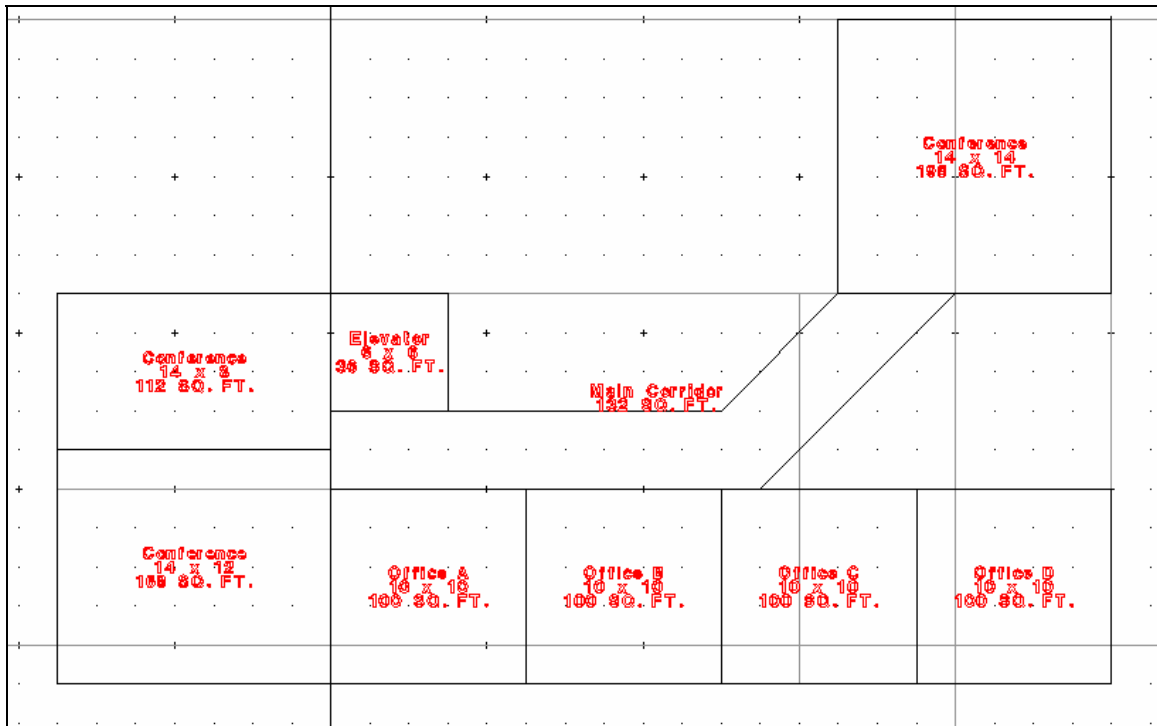 Conference
14 x 14
196 SQ. FT.
Elevator
6 x 6
36 SQ. FT.
Conference
14 x 8
112 SQ. FT.
Main Corridor
132 SQ. FT.
Conference
14 x 12
168 SQ. FT.
Office A
10 x 10
100 SQ. FT.
Office B
10 x 10
100 SQ. FT.
Office C
10 x 10
100 SQ. FT.
Office D
10 x 10
100 SQ. FT.